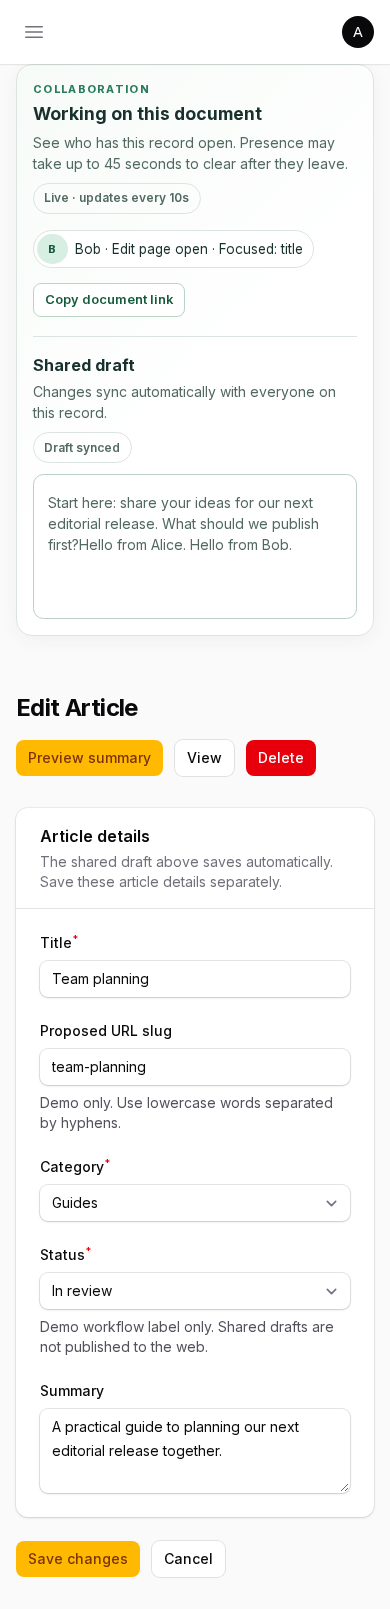 A
COLLABORATION
Working on this document
See who has this record open. Presence may
take up to 45 seconds to clear after they leave.
Live · updates every 10s
B Bob · Edit page open · Focused: title
Copy document link
Shared draft
Changes sync automatically with everyone on
this record.
Draft synced
Start here: share your ideas for our next
editorial release. What should we publish
first?Hello from Alice. Hello from Bob.
Edit Article
Preview summary View Delete
Article details
The shared draft above saves automatically.
Save these article details separately.
Title*
Team planning
Proposed URL slug
team-planning
Demo only. Use lowercase words separated
by hyphens.
Category*
Guides
Status*
In review
Demo workflow label only. Shared drafts are
not published to the web.
Summary
A practical guide to planning our next
editorial release together.
Save changes Cancel